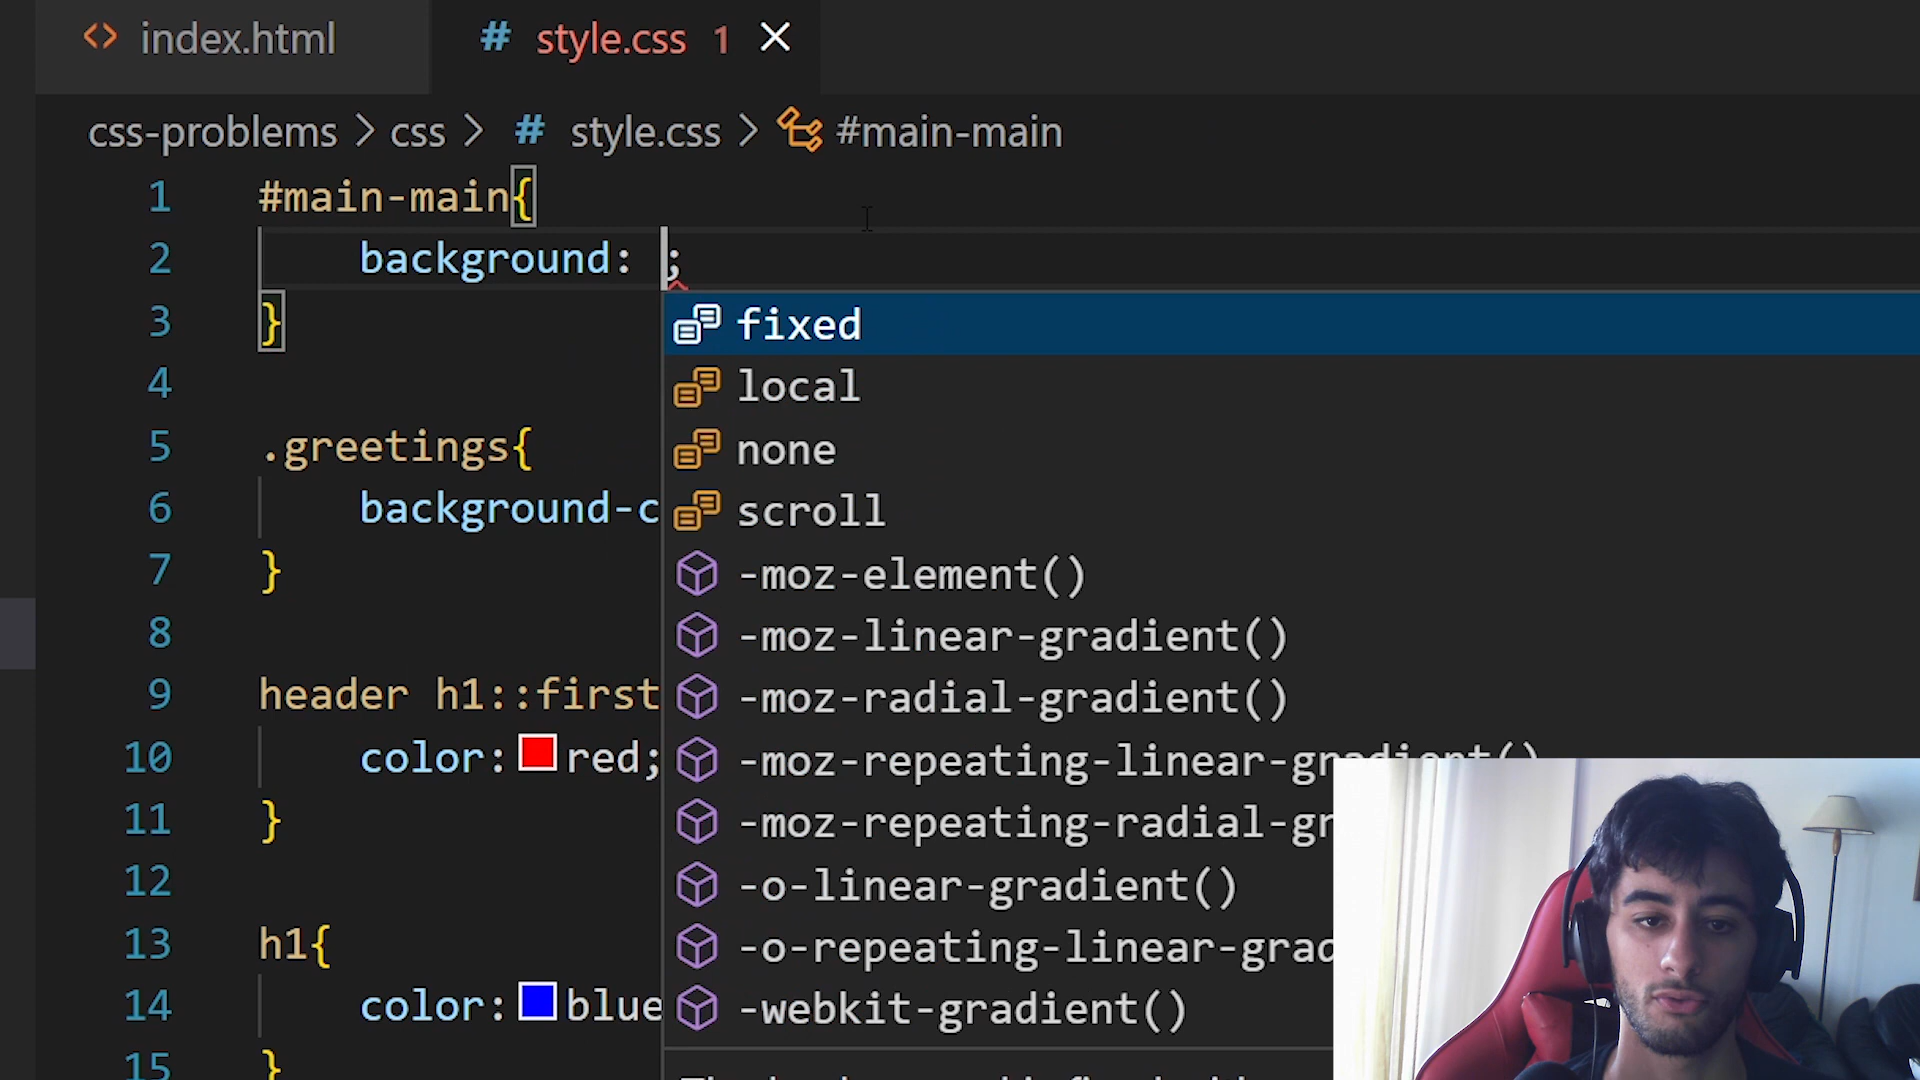 <> index.html # style.css 1
css-problems > css > # style.css > #main-main
1 #main-main{
2 background: ;
3 }
4
5 .greetings{
6 background-c
7 }
8
9 header h1::first
10 color: red;
11 }
12
13 h1{
14 color: blue
15 }
fixed
local
none
scroll
-moz-element()
-moz-linear-gradient()
-moz-radial-gradient()
-moz-repeating-linear-gradient()
-moz-repeating-radial-gr
-o-linear-gradient()
-o-repeating-linear-grad
-webkit-gradient()